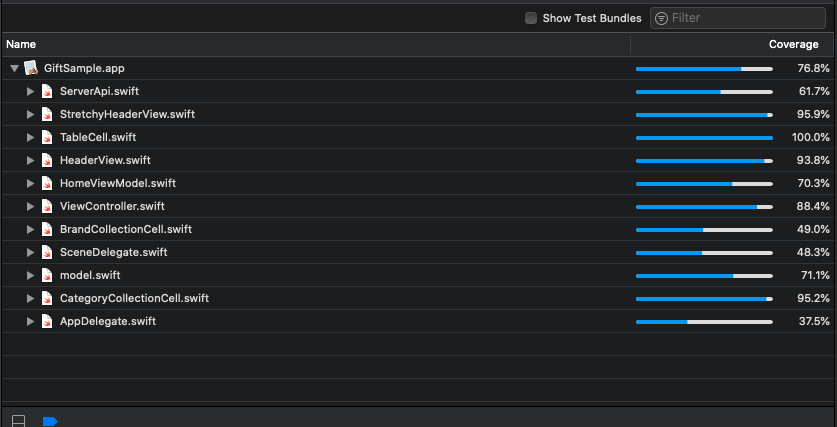 Show Test Bundles Filter
Name Coverage
GiftSample.app 76.8%
ServerApi.swift 61.7%
StretchyHeaderView.swift 95.9%
TableCell.swift 100.0%
HeaderView.swift 93.8%
HomeViewModel.swift 70.3%
ViewController.swift 88.4%
BrandCollectionCell.swift 49.0%
SceneDelegate.swift 48.3%
model.swift 71.1%
CategoryCollectionCell.swift 95.2%
AppDelegate.swift 37.5%